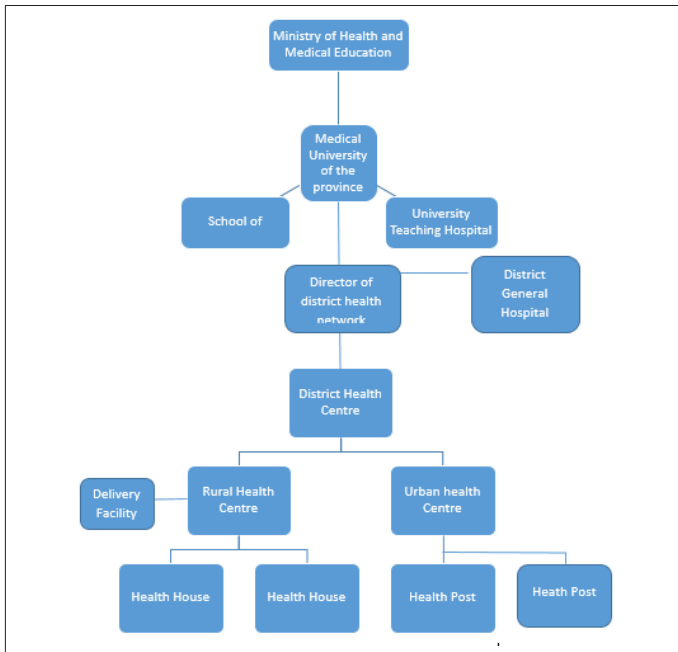 Ministry of Health and
Medical Education
Medical
University
of the
province
School of
University
Teaching Hospital
Director of
district health
network
District
General
Hospital
District Health
Centre
Delivery
Facility
Rural Health
Centre
Urban health
Centre
Health House
Health House
Health Post
Heath Post